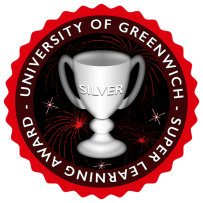 UNIVERSITY OF GREENWICH - SUPER LEARNING AWARD -
SILVER